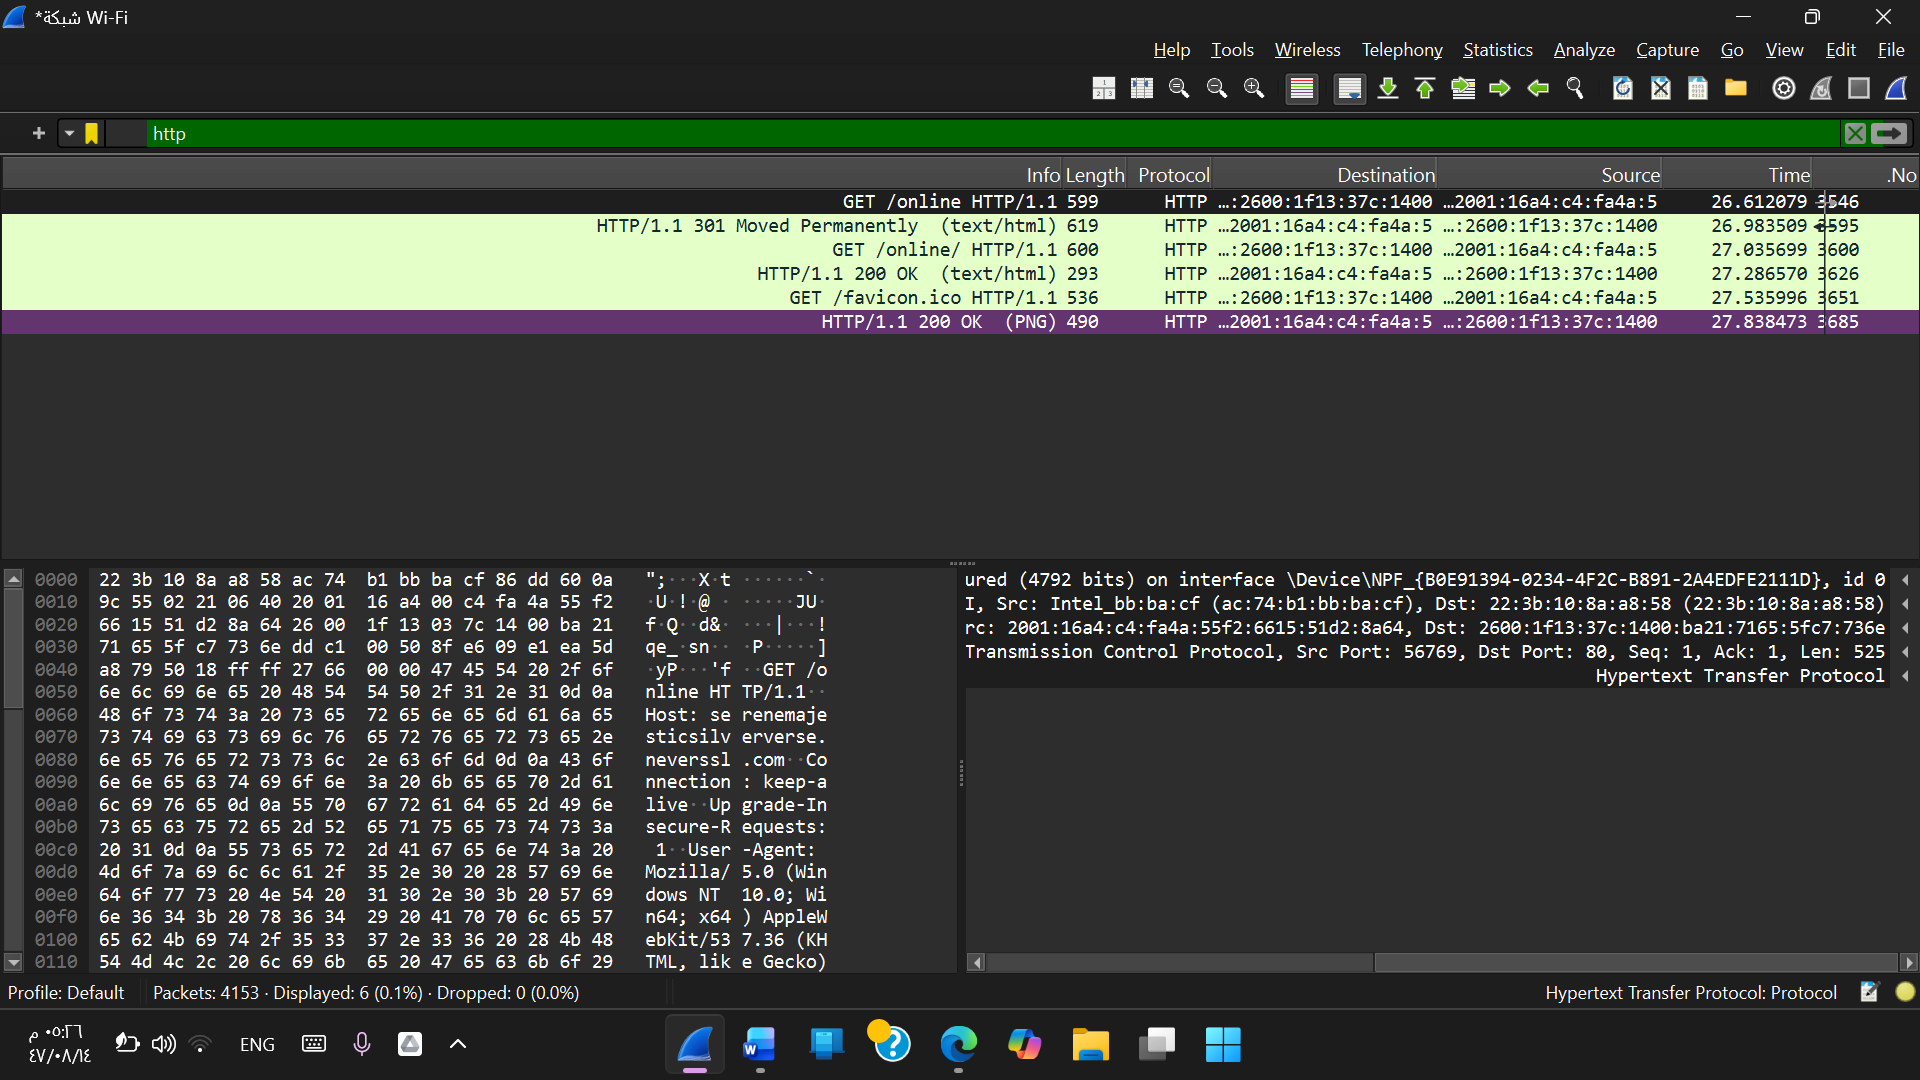 *شبكة Wi-Fi
Help Tools Wireless Telephony Statistics Analyze Capture Go View Edit File
http
Info Length Protocol Destination Source Time .No
GET /online HTTP/1.1 599 HTTP …:2600:1f13:37c:1400 …2001:16a4:c4:fa4a:5 26.612079 3546
HTTP/1.1 301 Moved Permanently (text/html) 619 HTTP …2001:16a4:c4:fa4a:5 …:2600:1f13:37c:1400 26.983509 3595
GET /online/ HTTP/1.1 600 HTTP …:2600:1f13:37c:1400 …2001:16a4:c4:fa4a:5 27.035699 3600
HTTP/1.1 200 OK (text/html) 293 HTTP …2001:16a4:c4:fa4a:5 …:2600:1f13:37c:1400 27.286570 3626
GET /favicon.ico HTTP/1.1 536 HTTP …:2600:1f13:37c:1400 …2001:16a4:c4:fa4a:5 27.535996 3651
HTTP/1.1 200 OK (PNG) 490 HTTP …2001:16a4:c4:fa4a:5 …:2600:1f13:37c:1400 27.838473 3685
0000 22 3b 10 8a a8 58 ac 74 b1 bb ba cf 86 dd 60 0a ";···X·t ······`·
0010 9c 55 02 21 06 40 20 01 16 a4 00 c4 fa 4a 55 f2 ·U·!·@ · ·····JU·
0020 66 15 51 d2 8a 64 26 00 1f 13 03 7c 14 00 ba 21 f·Q··d&· ···|···!
0030 71 65 5f c7 73 6e dd c1 00 50 8f e6 09 e1 ea 5d qe_·sn·· ·P·····]
0040 a8 79 50 18 ff ff 27 66 00 00 47 45 54 20 2f 6f ·yP···'f ··GET /o
0050 6e 6c 69 6e 65 20 48 54 54 50 2f 31 2e 31 0d 0a nline HT TP/1.1··
0060 48 6f 73 74 3a 20 73 65 72 65 6e 65 6d 61 6a 65 Host: se renemaje
0070 73 74 69 63 73 69 6c 76 65 72 76 65 72 73 65 2e sticsilv erverse.
0080 6e 65 76 65 72 73 73 6c 2e 63 6f 6d 0d 0a 43 6f neverssl .com··Co
0090 6e 6e 65 63 74 69 6f 6e 3a 20 6b 65 65 70 2d 61 nnection : keep-a
00a0 6c 69 76 65 0d 0a 55 70 67 72 61 64 65 2d 49 6e live··Up grade-In
00b0 73 65 63 75 72 65 2d 52 65 71 75 65 73 74 73 3a secure-R equests:
00c0 20 31 0d 0a 55 73 65 72 2d 41 67 65 6e 74 3a 20 1··User -Agent:
00d0 4d 6f 7a 69 6c 6c 61 2f 35 2e 30 20 28 57 69 6e Mozilla/ 5.0 (Win
00e0 64 6f 77 73 20 4e 54 20 31 30 2e 30 3b 20 57 69 dows NT 10.0; Wi
00f0 6e 36 34 3b 20 78 36 34 29 20 41 70 70 6c 65 57 n64; x64 ) AppleW
0100 65 62 4b 69 74 2f 35 33 37 2e 33 36 20 28 4b 48 ebKit/53 7.36 (KH
0110 54 4d 4c 2c 20 6c 69 6b 65 20 47 65 63 6b 6f 29 TML, lik e Gecko)
ured (4792 bits) on interface \Device\NPF_{B0E91394-0234-4F2C-B891-2A4EDFE2111D}, id 0
I, Src: Intel_bb:ba:cf (ac:74:b1:bb:ba:cf), Dst: 22:3b:10:8a:a8:58 (22:3b:10:8a:a8:58)
rc: 2001:16a4:c4:fa4a:55f2:6615:51d2:8a64, Dst: 2600:1f13:37c:1400:ba21:7165:5fc7:736e
Transmission Control Protocol, Src Port: 56769, Dst Port: 80, Seq: 1, Ack: 1, Len: 525
Hypertext Transfer Protocol
Profile: Default Packets: 4153 · Displayed: 6 (0.1%) · Dropped: 0 (0.0%) Hypertext Transfer Protocol: Protocol
٠٥:٢٦ م
٤٧/٠٨/١٤
ENG